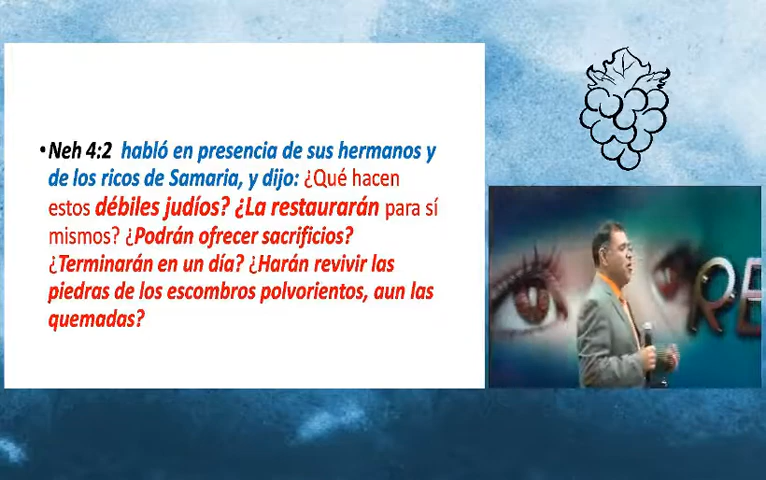 •Neh 4:2 habló en presencia de sus hermanos y
de los ricos de Samaria, y dijo: ¿Qué hacen
estos débiles judíos? ¿La restaurarán para sí
mismos? ¿Podrán ofrecer sacrificios?
¿Terminarán en un día? ¿Harán revivir las
piedras de los escombros polvorientos, aun las
quemadas?
RE